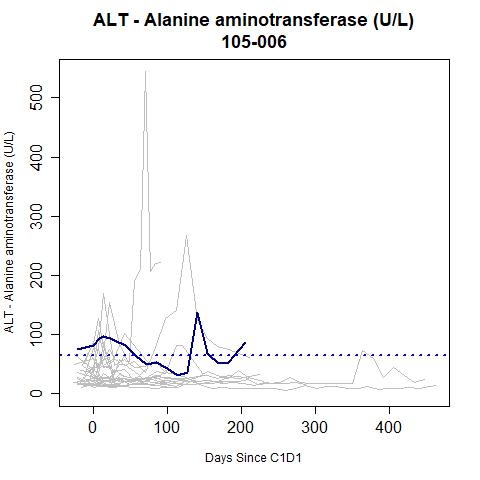 ALT - Alanine aminotransferase (U/L)
105-006
ALT - Alanine aminotransferase (U/L)
500
400
300
200
100
0
0 100 200 300 400
Days Since C1D1